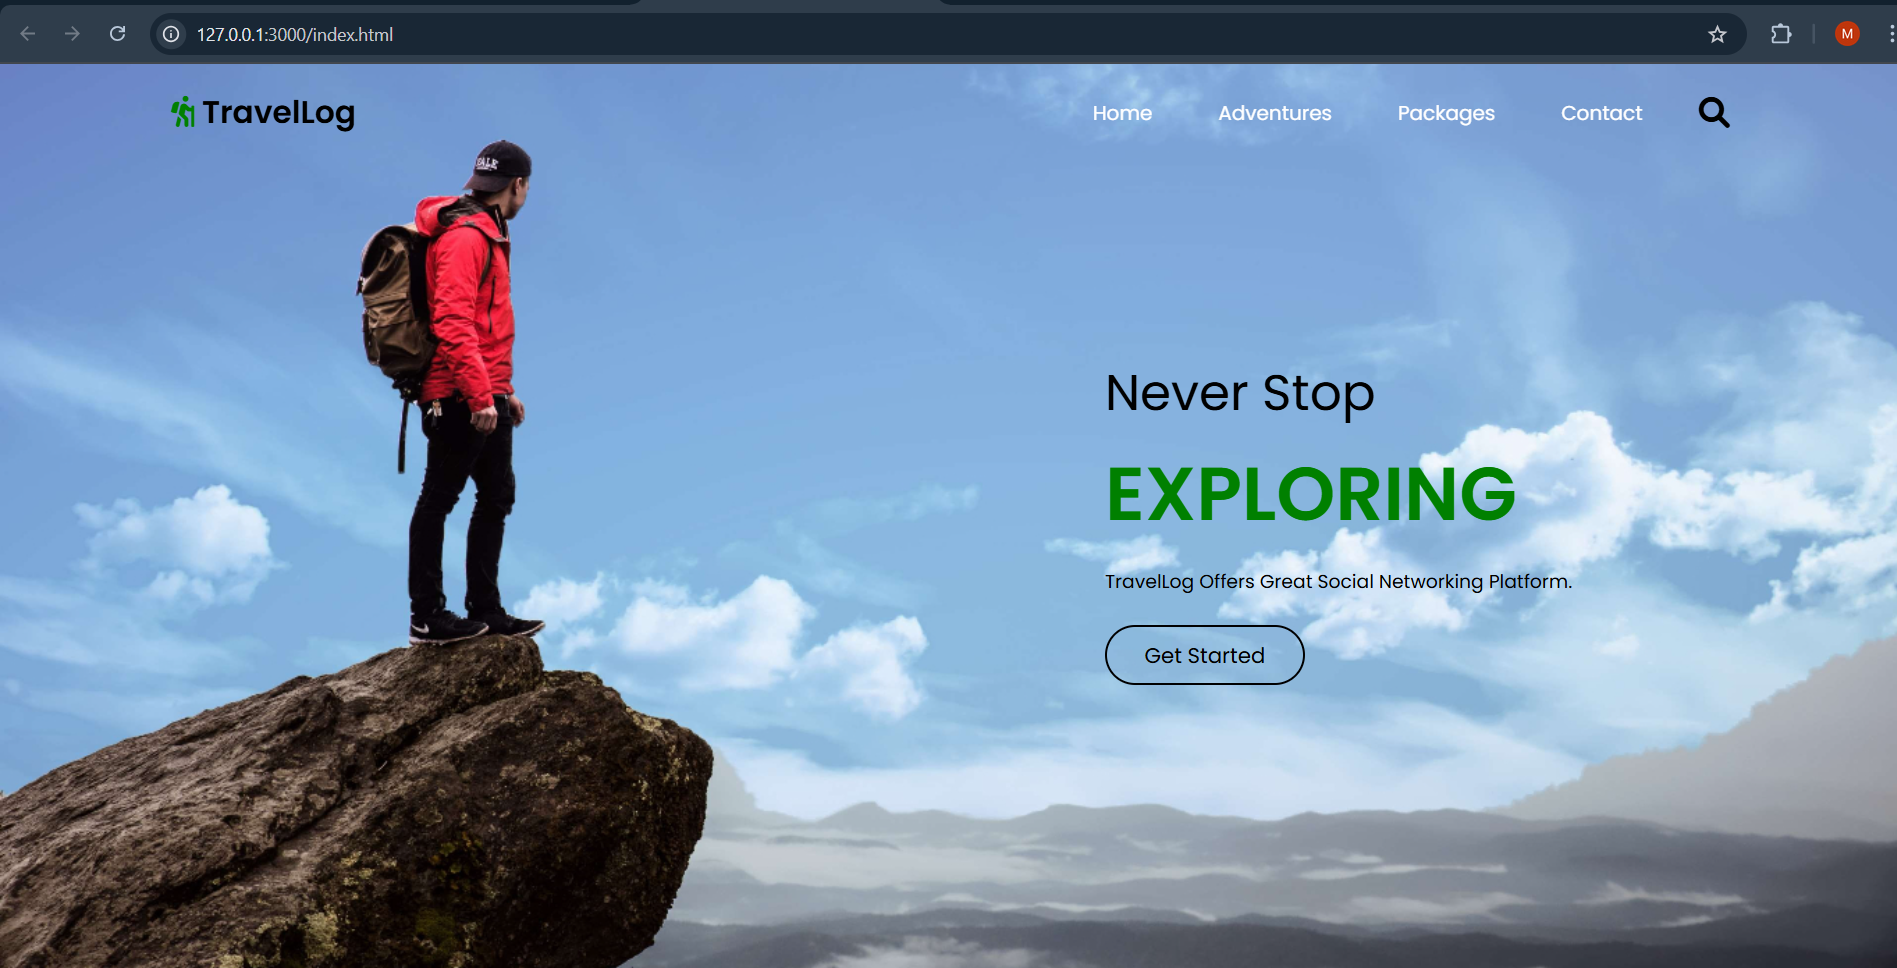 127.0.0.1:3000/index.html
M
TravelLog
Home Adventures Packages Contact
Never Stop
EXPLORING
TravelLog Offers Great Social Networking Platform.
Get Started